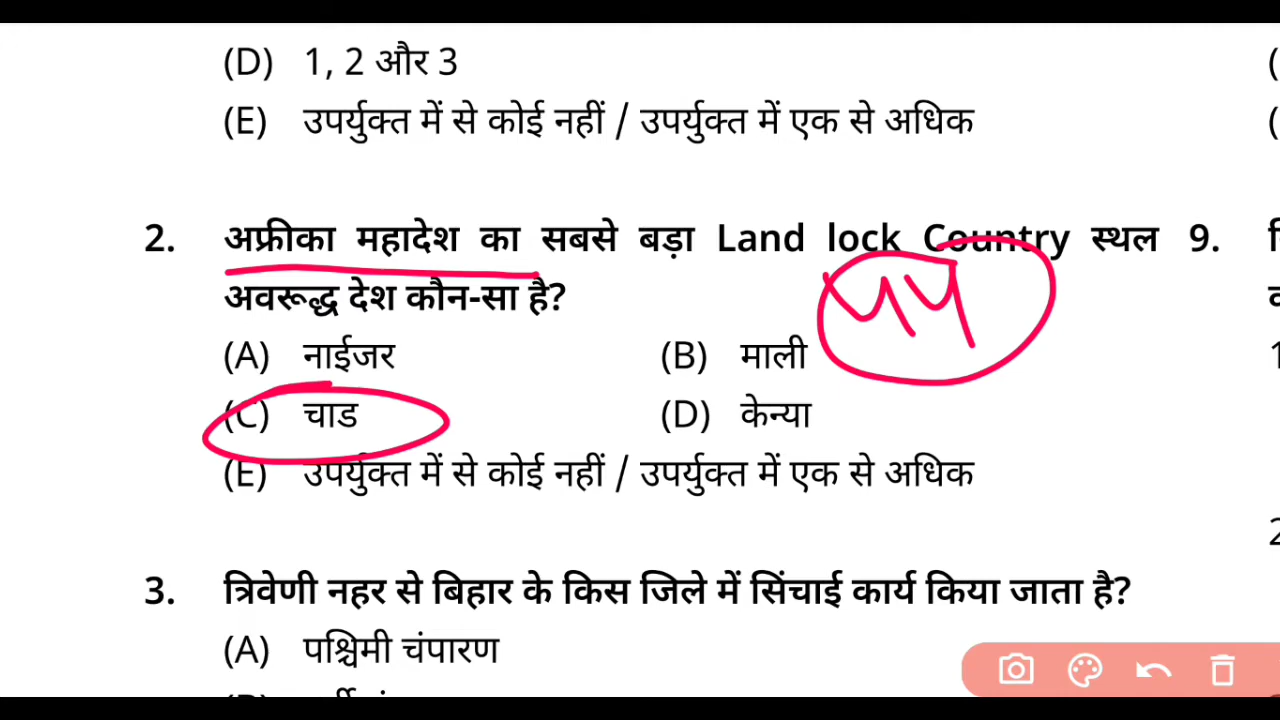 (D) 1, 2 और 3
(E) उपर्युक्त में से कोई नहीं / उपर्युक्त में एक से अधिक
2. अफ्रीका महादेश का सबसे बड़ा Land lock Country स्थल
अवरूद्ध देश कौन-सा है?
(A) नाईजर (B) माली
(C) चाड (D) केन्या
(E) उपर्युक्त में से कोई नहीं / उपर्युक्त में एक से अधिक
3. त्रिवेणी नहर से बिहार के किस जिले में सिंचाई कार्य किया जाता है?
(A) पश्चिमी चंपारण
9.